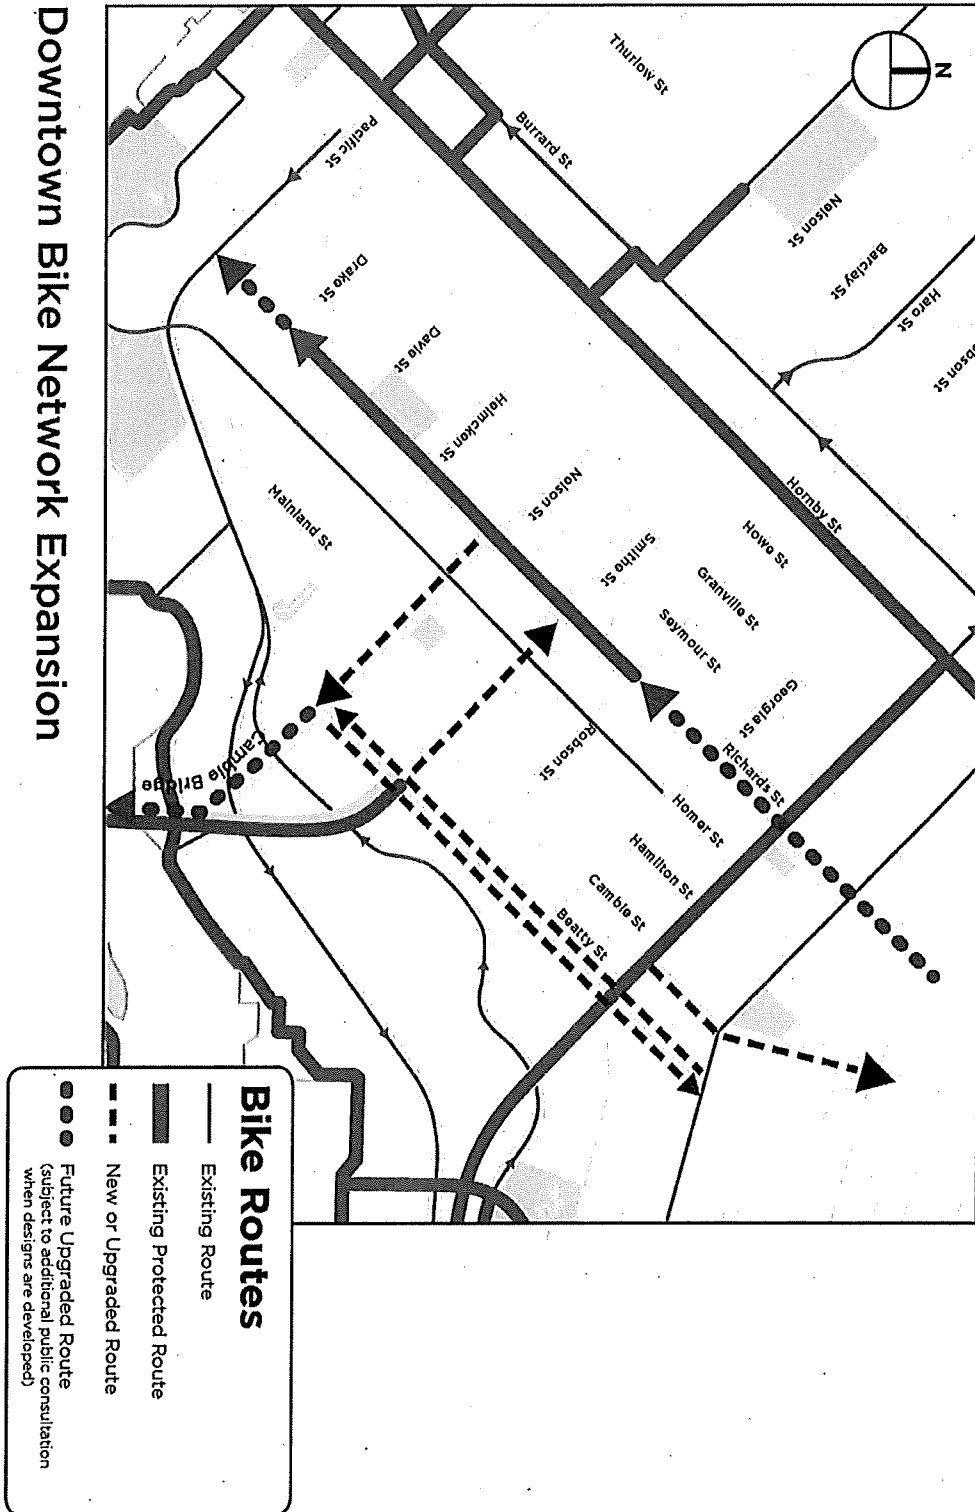 N
obson St
Haro St
Barclay St
Nelson St
Thurlow St
Burrard St
Hornby St
Howe St
Granville St
Seymour St
Georgia St
Richards St
Homer St
Hamilton St
Cambie St
Beatty St
Pacific St
Drake St
Davie St
Helmcken St
Nelson St
Smithe St
Robson St
Mainland St
Cambie Bridge
Downtown Bike Network Expansion
Bike Routes
Existing Route
Existing Protected Route
New or Upgraded Route
Future Upgraded Route
(subject to additional public consultation
when designs are developed)